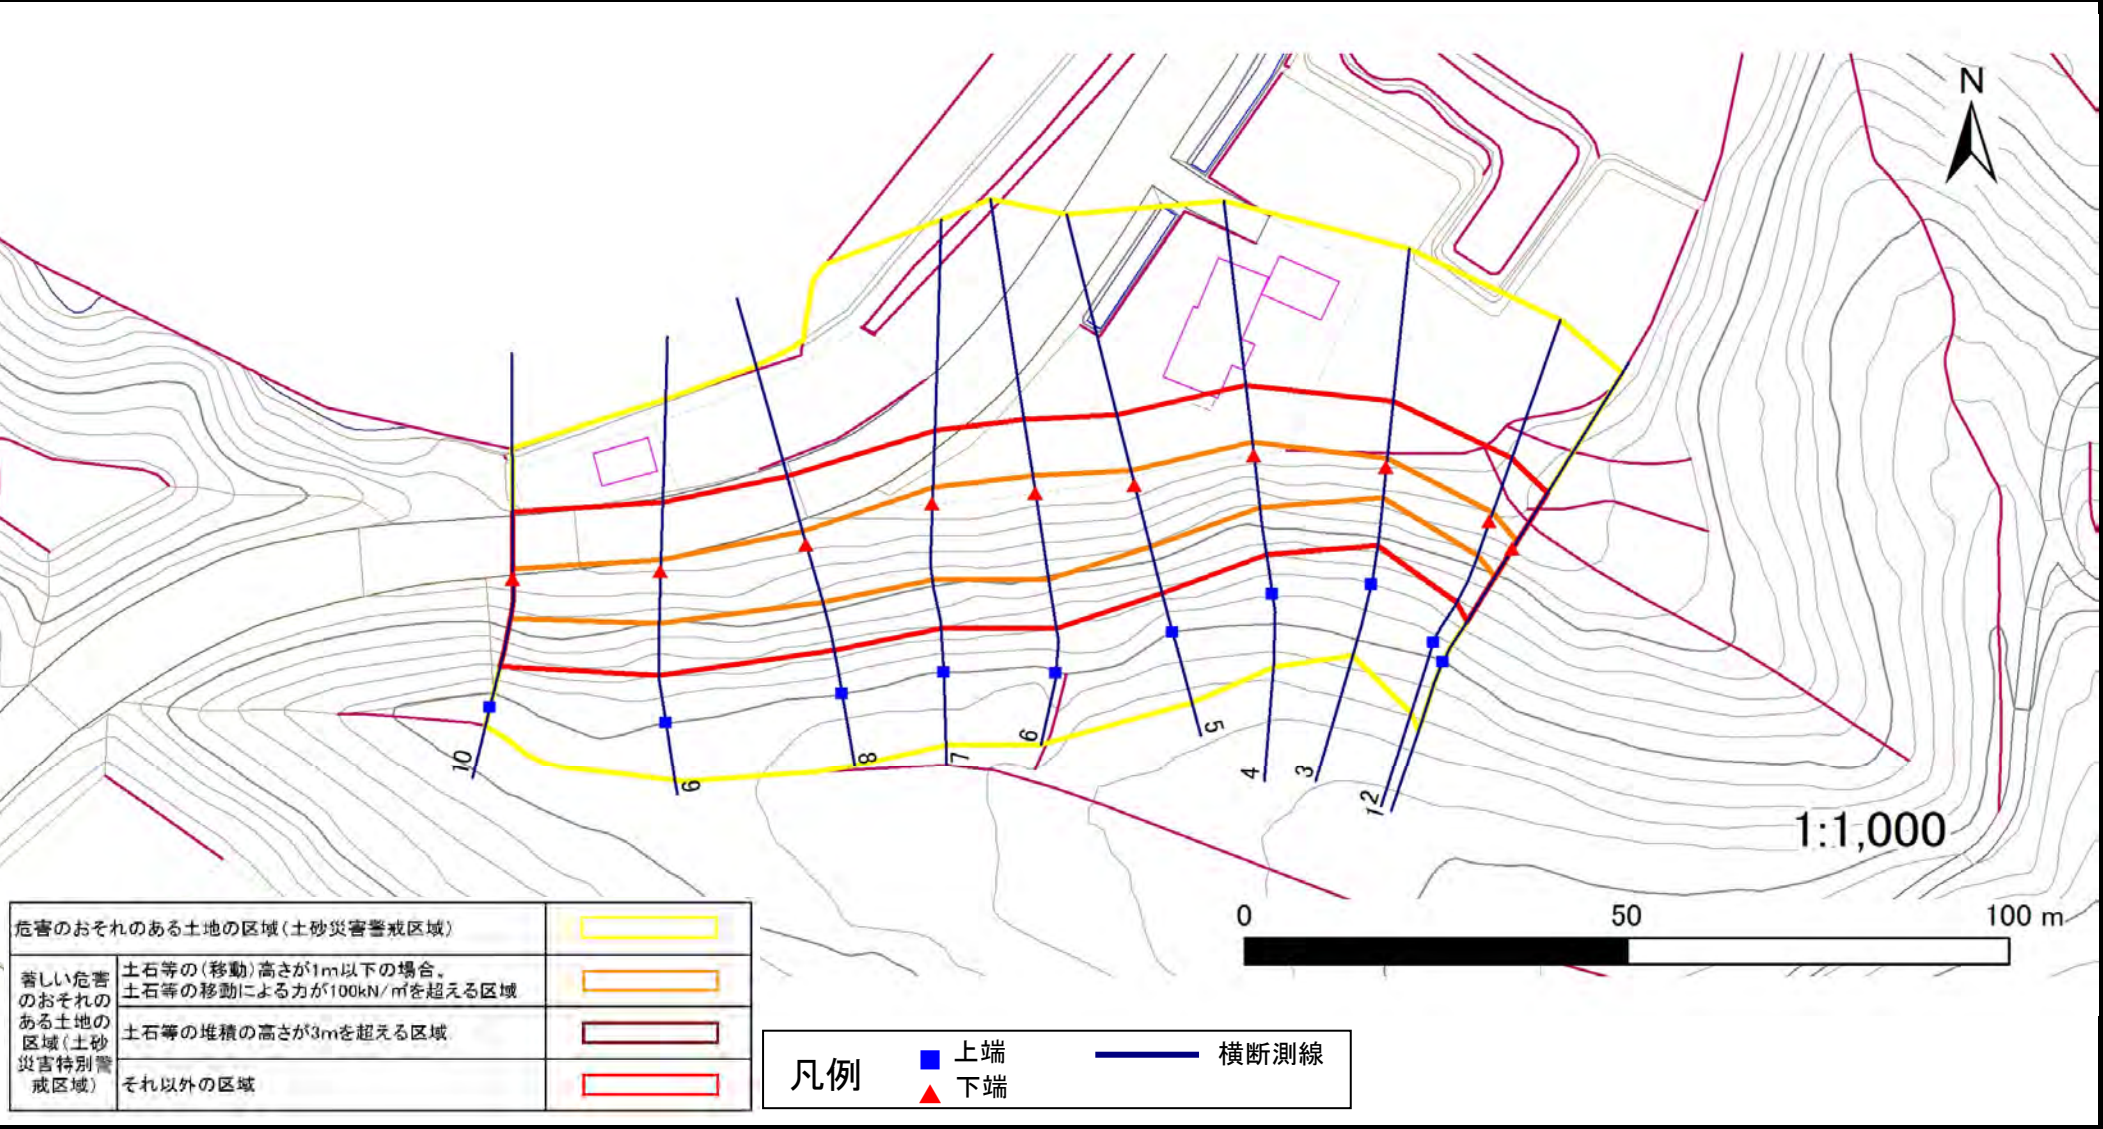 N
10
9
8
7
6
5
4
3
2
1
1:1,000
0 50 100 m
危害のおそれのある土地の区域(土砂災害警戒区域)
著しい危害のおそれのある土地の区域(土砂災害特別警戒区域)
土石等の(移動)高さが1m以下の場合、
土石等の移動による力が100kN/㎡を超える区域
土石等の堆積の高さが3mを超える区域
それ以外の区域
凡例
上端
下端
横断測線